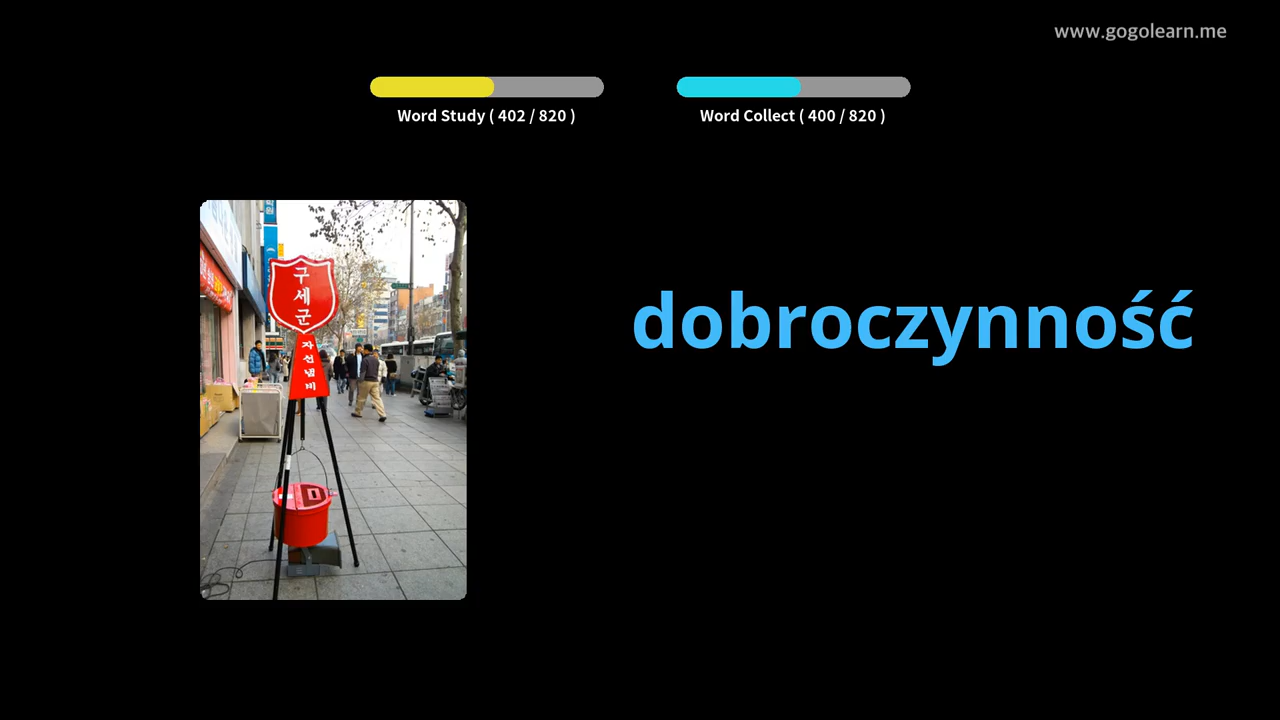 www.gogolearn.me
Word Study ( 402 / 820 )
Word Collect ( 400 / 820 )
dobroczynność
구
세
군
자
선
냄
비